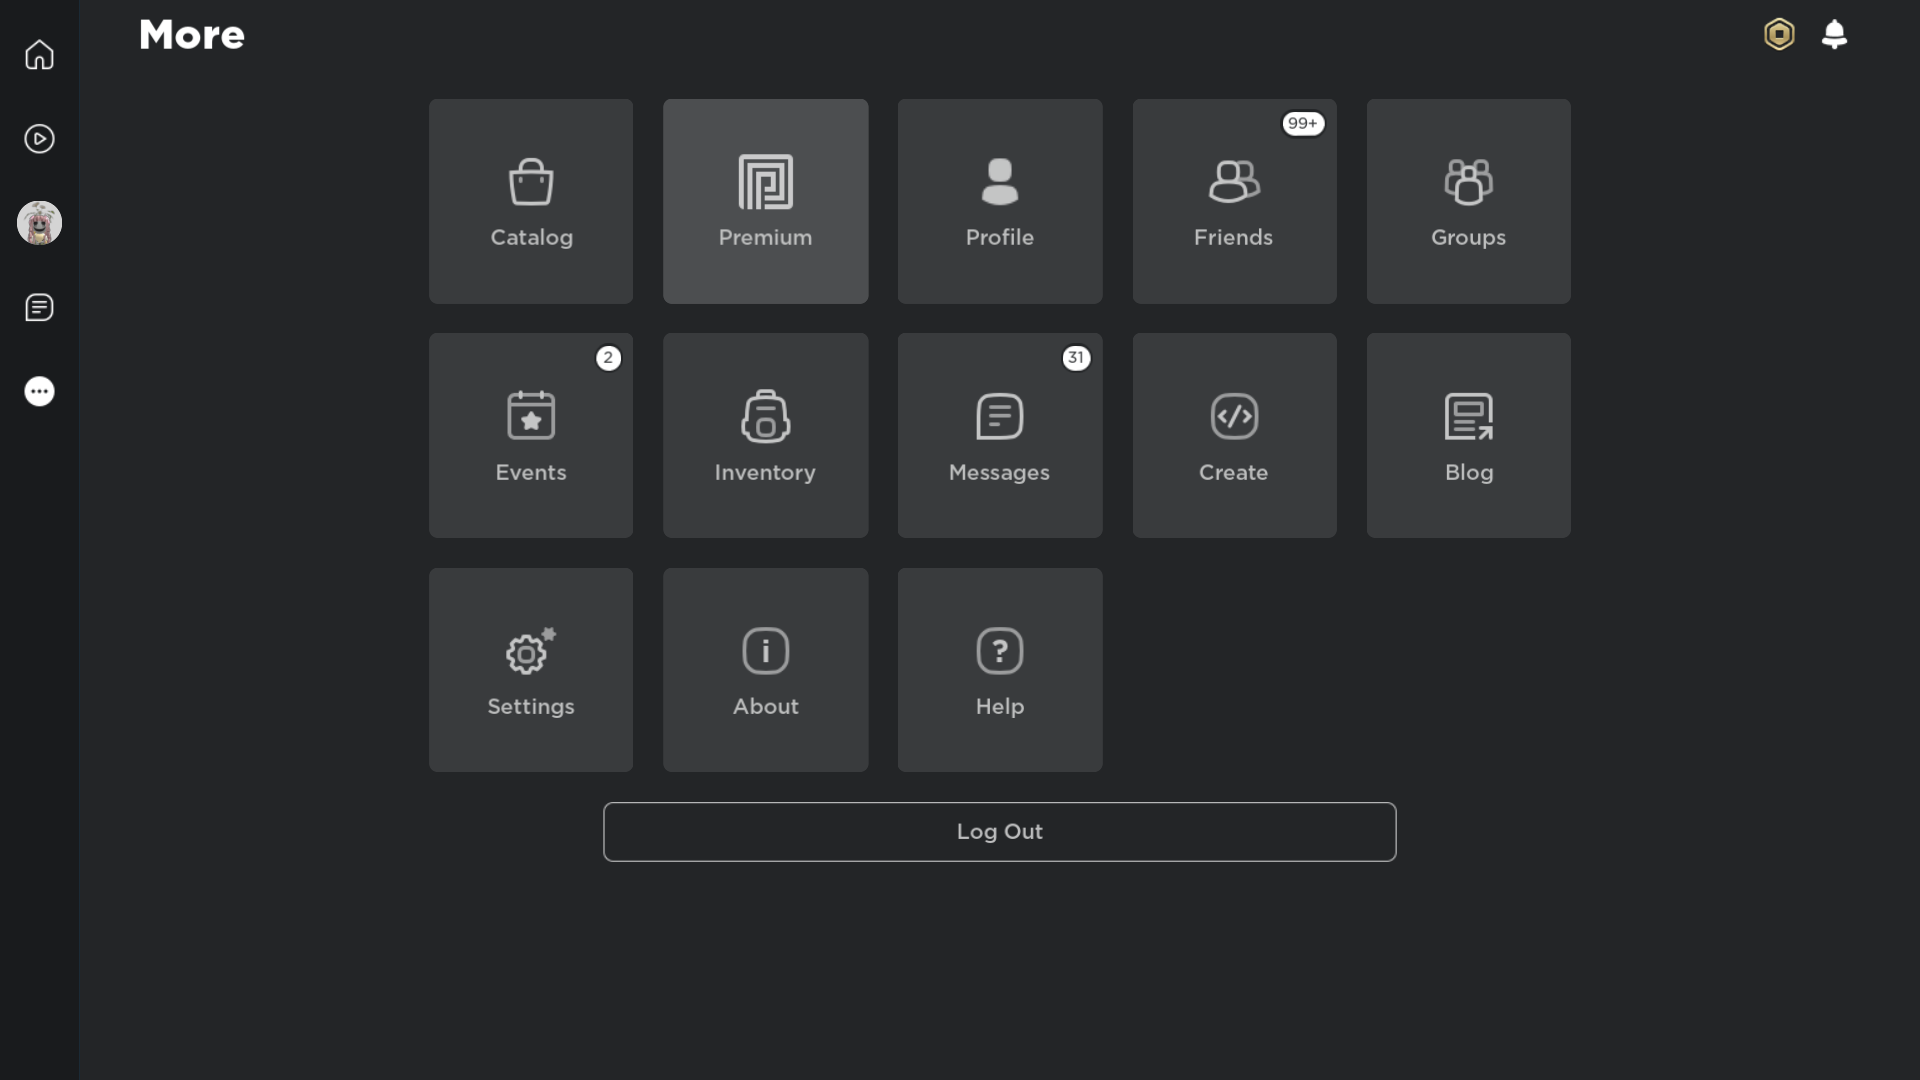 More
Catalog
Premium
Profile
99+
Friends
Groups
2
Events
Inventory
31
Messages
Create
Blog
Settings
About
Help
Log Out